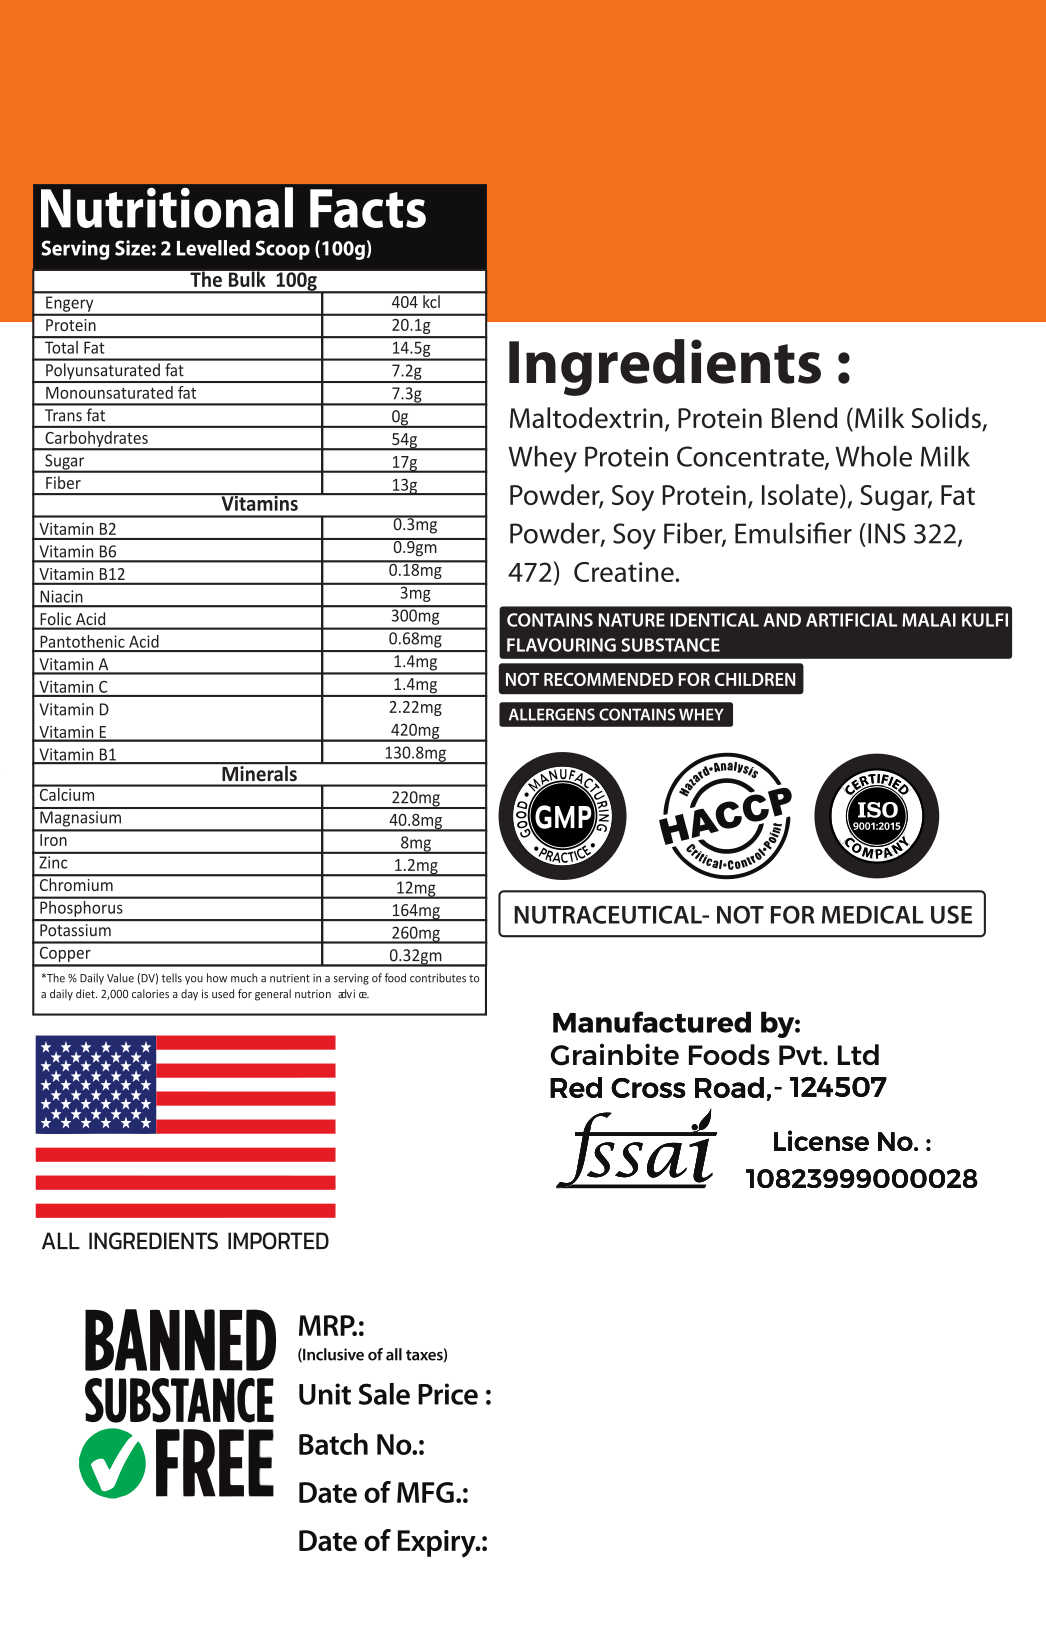 Nutritional Facts
Serving Size: 2 Levelled Scoop (100g)
The Bulk 100g
Engery 404 kcl
Protein 20.1g
Total Fat 14.5g
Polyunsaturated fat 7.2g
Monounsaturated fat 7.3g
Trans fat 0g
Carbohydrates 54g
Sugar 17g
Fiber 13g
Vitamins
Vitamin B2 0.3mg
Vitamin B6 0.9gm
Vitamin B12 0.18mg
Niacin 3mg
Folic Acid 300mg
Pantothenic Acid 0.68mg
Vitamin A 1.4mg
Vitamin C 1.4mg
Vitamin D 2.22mg
Vitamin E 420mg
Vitamin B1 130.8mg
Minerals
Calcium 220mg
Magnasium 40.8mg
Iron 8mg
Zinc 1.2mg
Chromium 12mg
Phosphorus 164mg
Potassium 260mg
Copper 0.32gm
*The % Daily Value (DV) tells you how much a nutrient in a serving of food contributes to
a daily diet. 2,000 calories a day is used for general nutrion advi ce.
ALL INGREDIENTS IMPORTED
Ingredients :
Maltodextrin, Protein Blend (Milk Solids,
Whey Protein Concentrate, Whole Milk
Powder, Soy Protein, Isolate), Sugar, Fat
Powder, Soy Fiber, Emulsifier (INS 322,
472) Creatine.
CONTAINS NATURE IDENTICAL AND ARTIFICIAL MALAI KULFI
FLAVOURING SUBSTANCE
NOT RECOMMENDED FOR CHILDREN
ALLERGENS CONTAINS WHEY
GOOD • MANUFACTURING
GMP
• PRACTICE •
Hazard•Analysis
HACCP
Critical•Control•Point
CERTIFIED
ISO
9001:2015
COMPANY
NUTRACEUTICAL- NOT FOR MEDICAL USE
Manufactured by:
Grainbite Foods Pvt. Ltd
Red Cross Road,- 124507
fssai
License No. :
10823999000028
BANNED
SUBSTANCE
FREE
MRP.:
(Inclusive of all taxes)
Unit Sale Price :
Batch No.:
Date of MFG.:
Date of Expiry.: